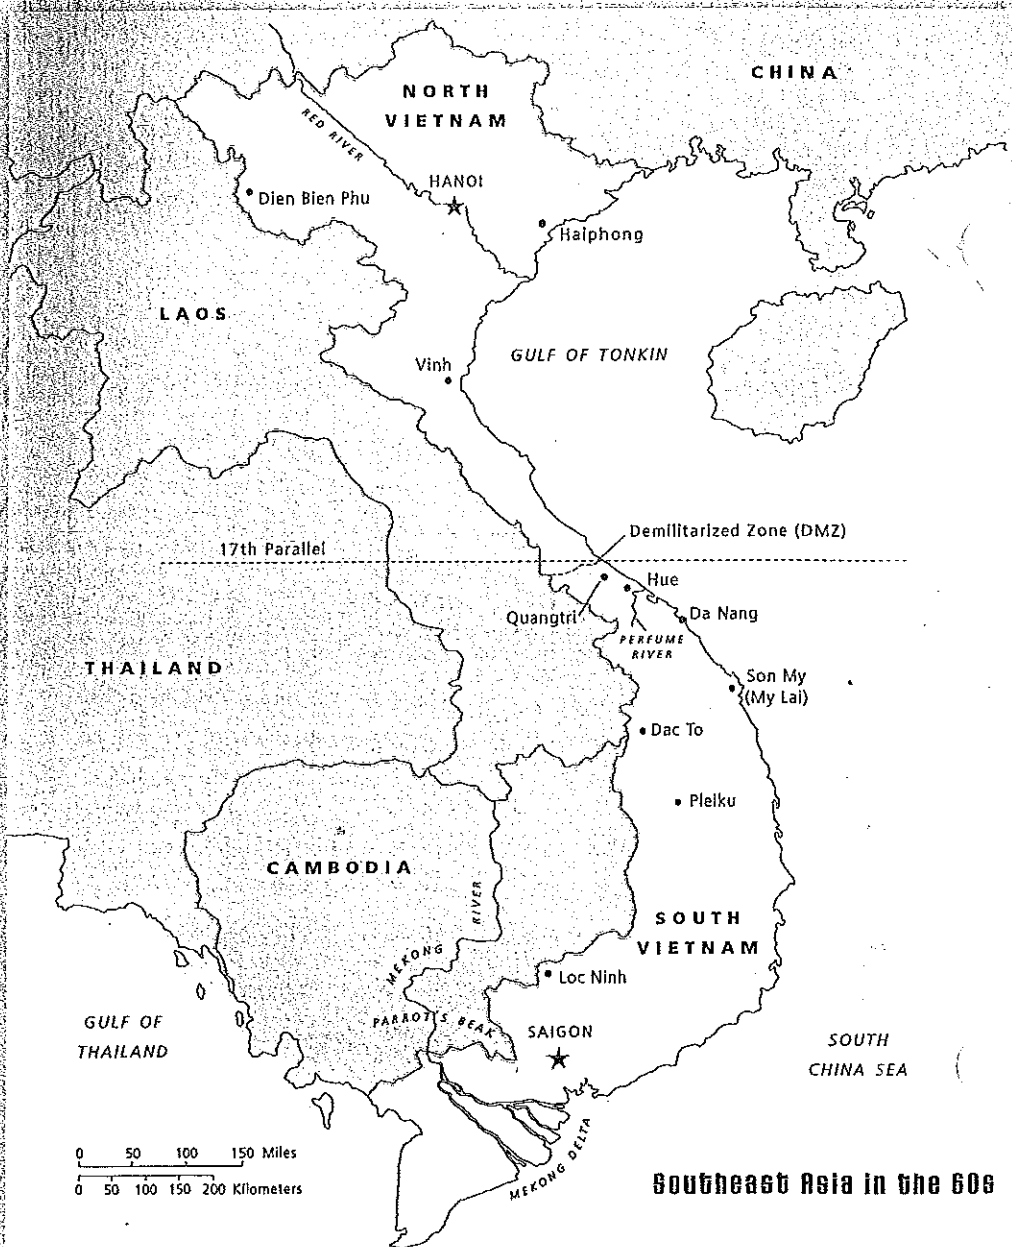 CHINA
NORTH
VIETNAM
RED RIVER
HANOI
Dien Bien Phu
Haiphong
LAOS
GULF OF TONKIN
Vinh
Demilitarized Zone (DMZ)
17th Parallel
Hue
Quangtri
Da Nang
PERFUME
RIVER
THAILAND
Son My
(My Lai)
Dac To
Pleiku
CAMBODIA
MEKONG RIVER
SOUTH
VIETNAM
Loc Ninh
PARROT'S BEAK
GULF OF
THAILAND
SAIGON
SOUTH
CHINA SEA
MEKONG DELTA
0 50 100 150 Miles
0 50 100 150 200 Kilometers
Southeast Asia in the 60s